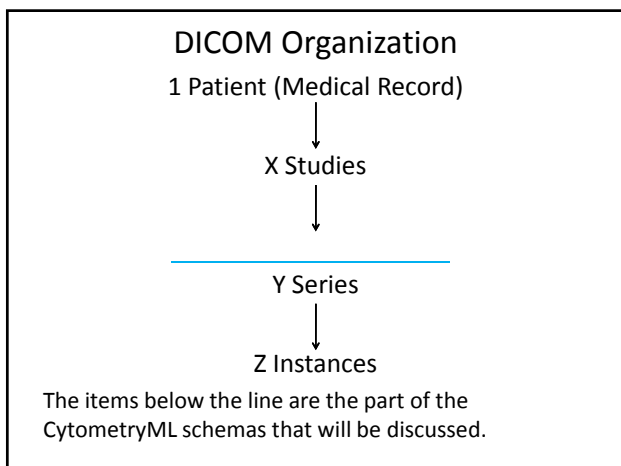 DICOM Organization
1 Patient (Medical Record)
X Studies
Y Series
Z Instances
The items below the line are the part of the
CytometryML schemas that will be discussed.